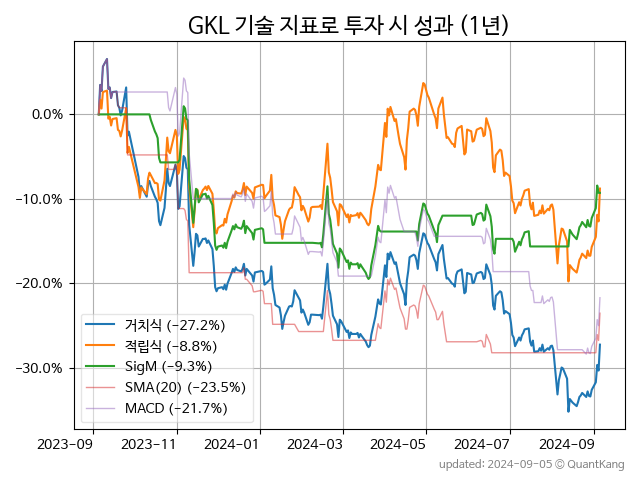 GKL 기술 지표로 투자 시 성과 (1년)
0.0%
−10.0%
−20.0%
−30.0%
거치식 (−27.2%)
적립식 (−8.8%)
SigM (−9.3%)
SMA(20) (−23.5%)
MACD (−21.7%)
2023-09 2023-11 2024-01 2024-03 2024-05 2024-07 2024-09
updated: 2024-09-05 © QuantKang